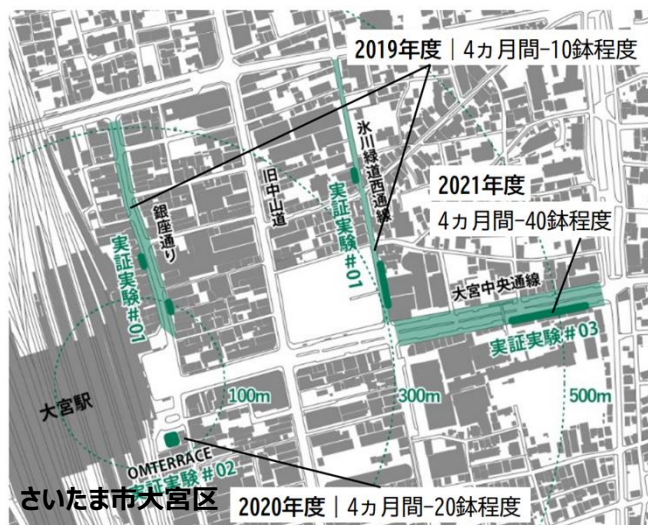 2019年度|4ヵ月間-10鉢程度
氷川緑道西通線
実証実験#01
旧中山道
銀座通り
実証実験#01
2021年度
4ヵ月間-40鉢程度
大宮中央通線
実証実験#03
大宮駅
100m
300m
500m
OMTERRACE
実証実験#02
さいたま市大宮区
2020年度|4ヵ月間-20鉢程度